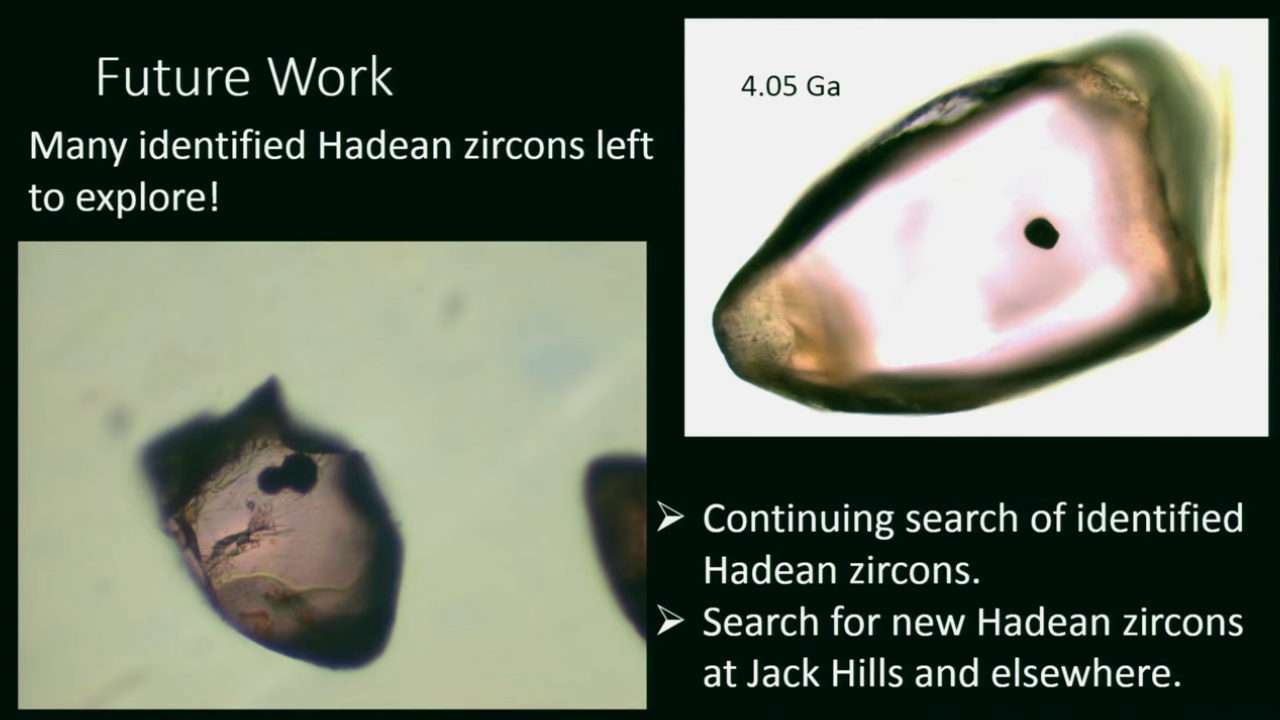 Future Work
Many identified Hadean zircons left
to explore!
4.05 Ga
➢ Continuing search of identified
Hadean zircons.
➢ Search for new Hadean zircons
at Jack Hills and elsewhere.